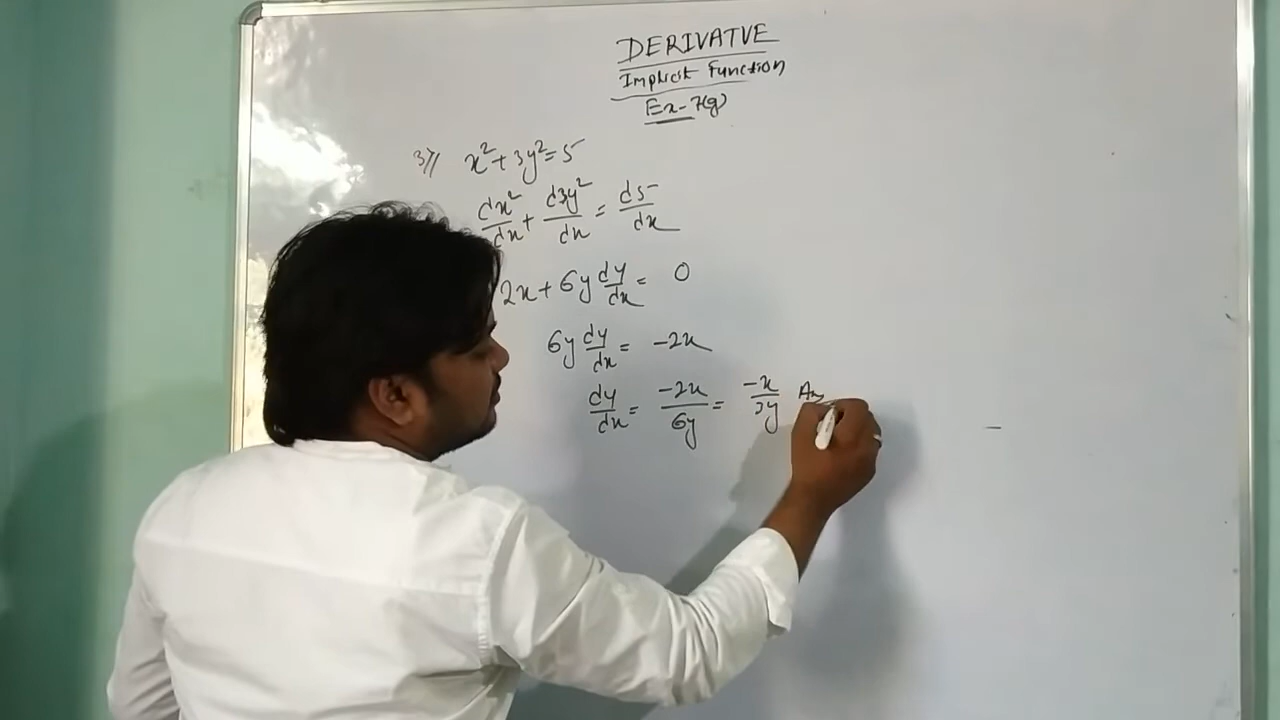 DERIVATVE
Implicit Function
Ex-7(g)
3) x²+3y²=5
dx²/dx + d3y²/dx = d5/dx
2x+6y dy/dx = 0
6y dy/dx = -2x
dy/dx = -2x/6y = -x/3y Ans